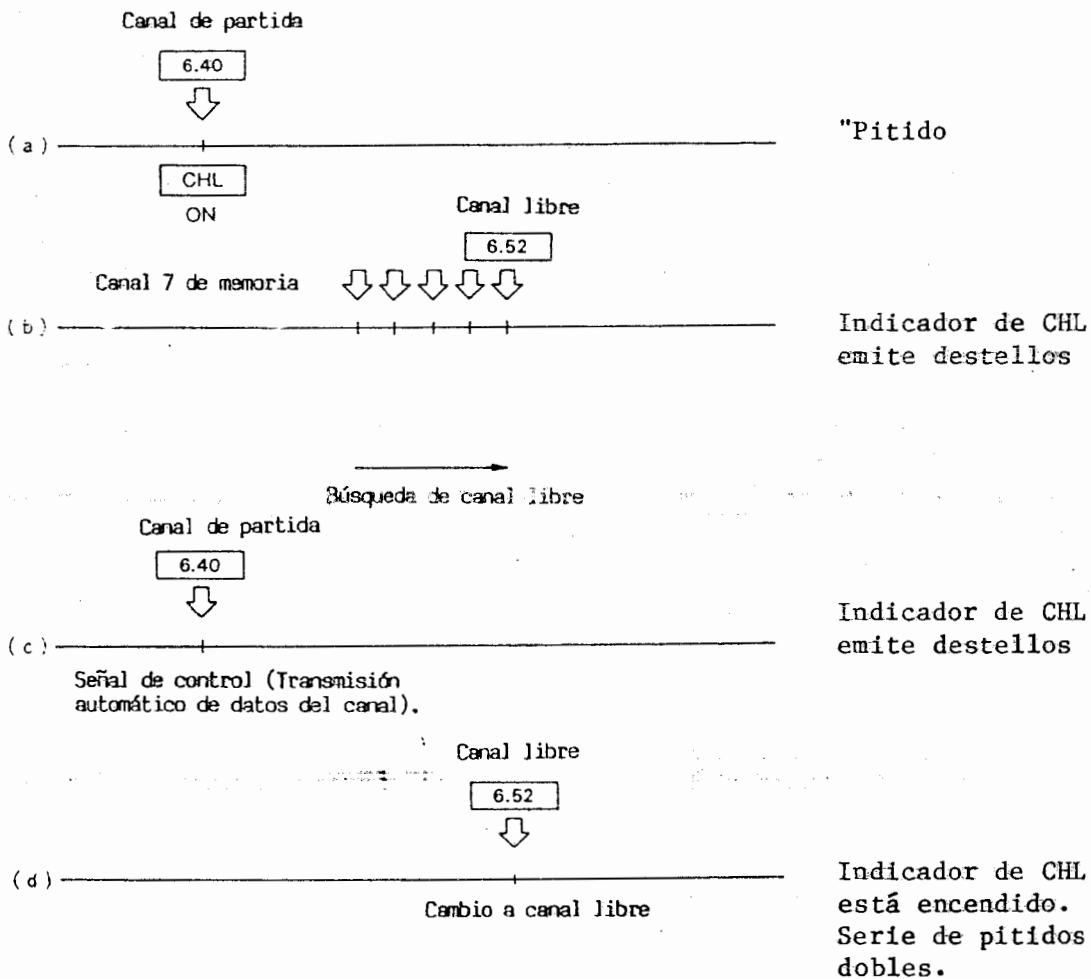 Canal de partida
6.40
(a)
"Pitido
CHL
ON
Canal libre
6.52
Canal 7 de memoria
(b)
Indicador de CHL
emite destellos
Búsqueda de canal libre
Canal de partida
6.40
(c)
Indicador de CHL
emite destellos
Señal de control (Transmisión
automático de datos del canal).
Canal libre
6.52
(d)
Indicador de CHL
está encendido.
Serie de pitidos
dobles.
Cambio a canal libre